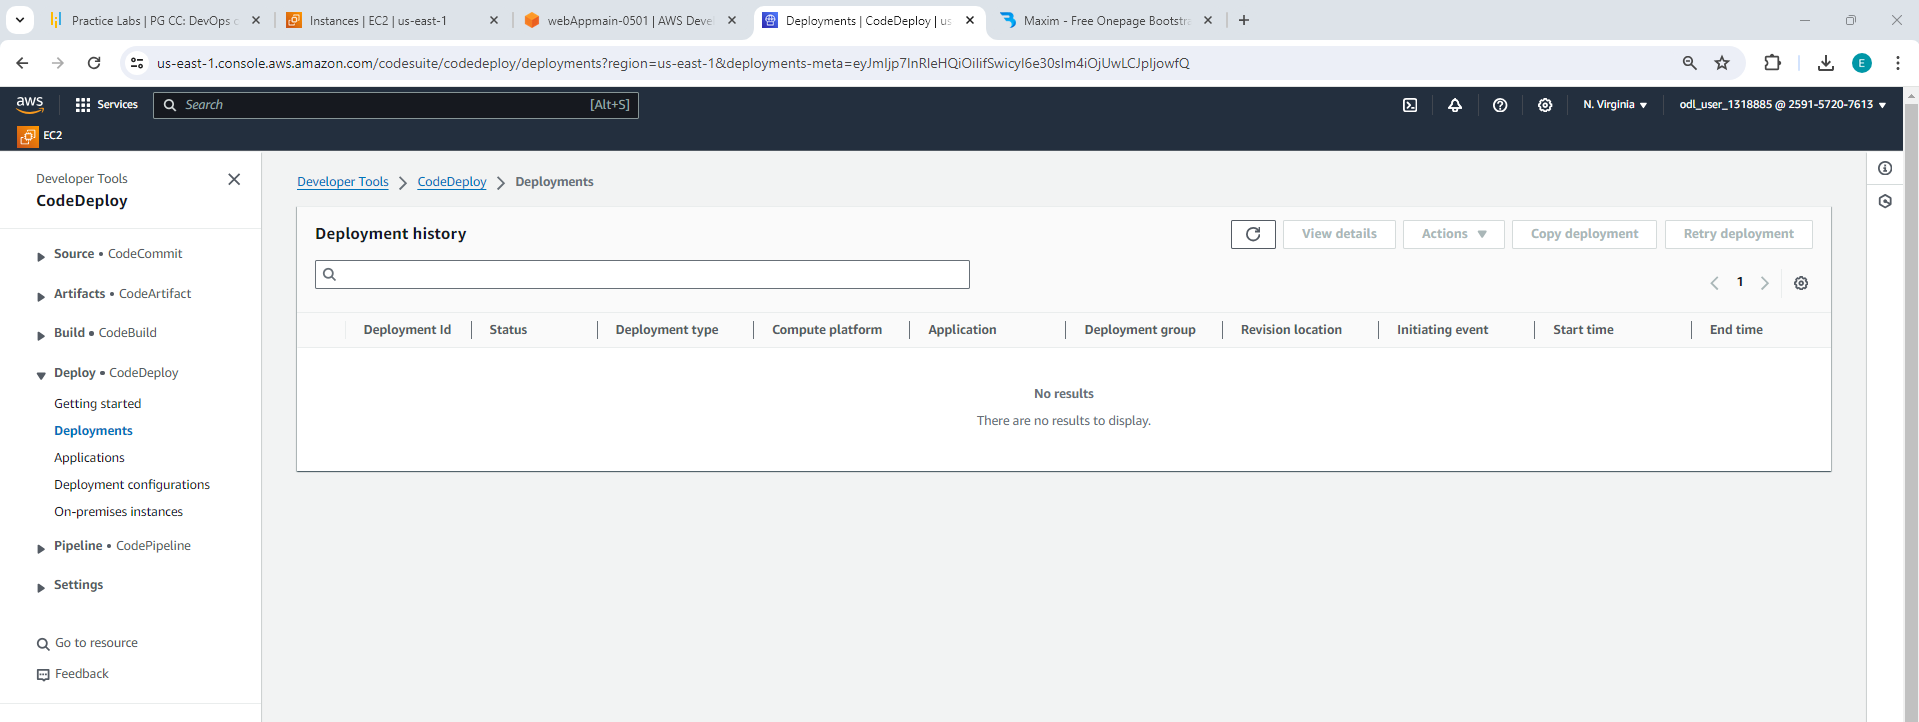 Practice Labs | PG CC: DevOps c
Instances | EC2 | us-east-1
webAppmain-0501 | AWS Devel
Deployments | CodeDeploy | us
Maxim - Free Onepage Bootstra
us-east-1.console.aws.amazon.com/codesuite/codedeploy/deployments?region=us-east-1&deployments-meta=eyJmIjp7InRleHQiOiIifSwicyI6e30sIm4iOjUwLCJpIjowfQ
E
aws
Services
Search [Alt+S]
N. Virginia
odl_user_1318885 @ 2591-5720-7613
EC2
Developer Tools
CodeDeploy
Source • CodeCommit
Artifacts • CodeArtifact
Build • CodeBuild
Deploy • CodeDeploy
Getting started
Deployments
Applications
Deployment configurations
On-premises instances
Pipeline • CodePipeline
Settings
Go to resource
Feedback
Developer Tools > CodeDeploy > Deployments
Deployment history
View details
Actions
Copy deployment
Retry deployment
1
Deployment Id Status Deployment type Compute platform Application Deployment group Revision location Initiating event Start time End time
No results
There are no results to display.